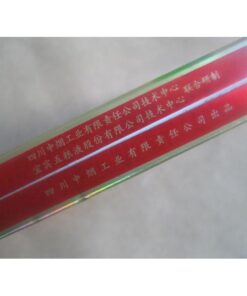 四川中烟工业有限责任公司技术中心
宜宾五粮液股份有限公司技术中心 联合研制
四川中烟工业有限责任公司出品